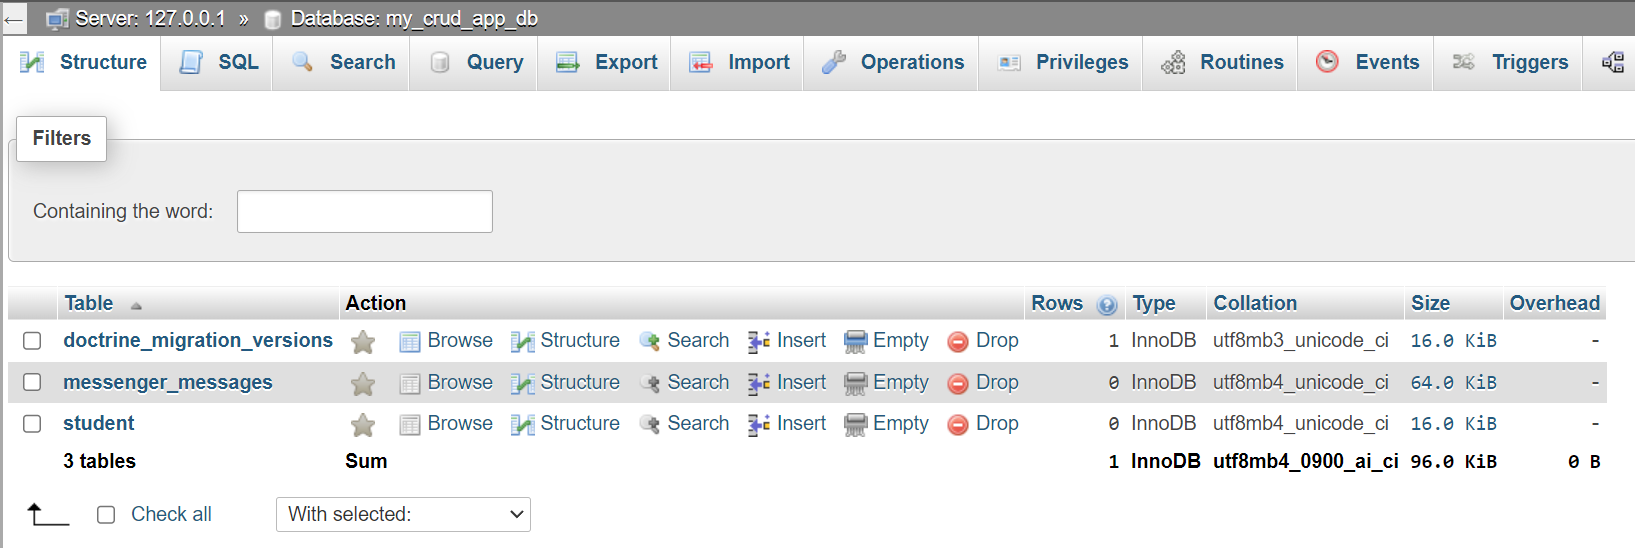 ← Server: 127.0.0.1 » Database: my_crud_app_db
Structure SQL Search Query Export Import Operations Privileges Routines Events Triggers
Filters
Containing the word:
Table Action Rows Type Collation Size Overhead
doctrine_migration_versions Browse Structure Search Insert Empty Drop 1 InnoDB utf8mb3_unicode_ci 16.0 KiB -
messenger_messages Browse Structure Search Insert Empty Drop 0 InnoDB utf8mb4_unicode_ci 64.0 KiB -
student Browse Structure Search Insert Empty Drop 0 InnoDB utf8mb4_unicode_ci 16.0 KiB -
3 tables Sum 1 InnoDB utf8mb4_0900_ai_ci 96.0 KiB 0 B
Check all With selected: